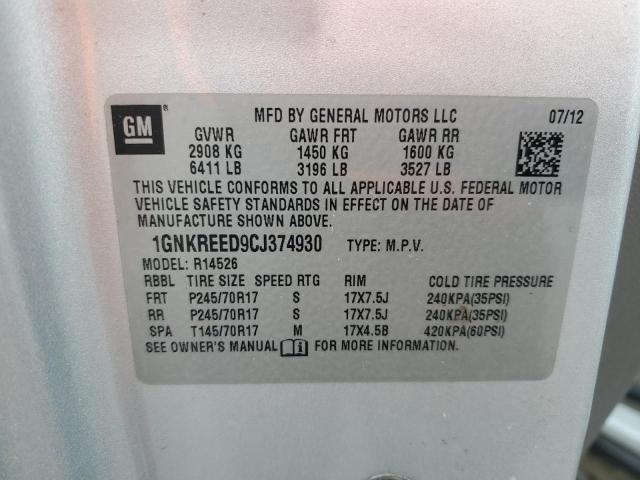 GM ®
MFD BY GENERAL MOTORS LLC 07/12
GVWR GAWR FRT GAWR RR
2908 KG 1450 KG 1600 KG
6411 LB 3196 LB 3527 LB
THIS VEHICLE CONFORMS TO ALL APPLICABLE U.S. FEDERAL MOTOR
VEHICLE SAFETY STANDARDS IN EFFECT ON THE DATE OF
MANUFACTURE SHOWN ABOVE.
1GNKREED9CJ374930 TYPE: M.P.V.
MODEL: R14526
RBBL TIRE SIZE SPEED RTG RIM COLD TIRE PRESSURE
FRT P245/70R17 S 17X7.5J 240KPA(35PSI)
RR P245/70R17 S 17X7.5J 240KPA(35PSI)
SPA T145/70R17 M 17X4.5B 420KPA(60PSI)
SEE OWNER'S MANUAL FOR MORE INFORMATION.